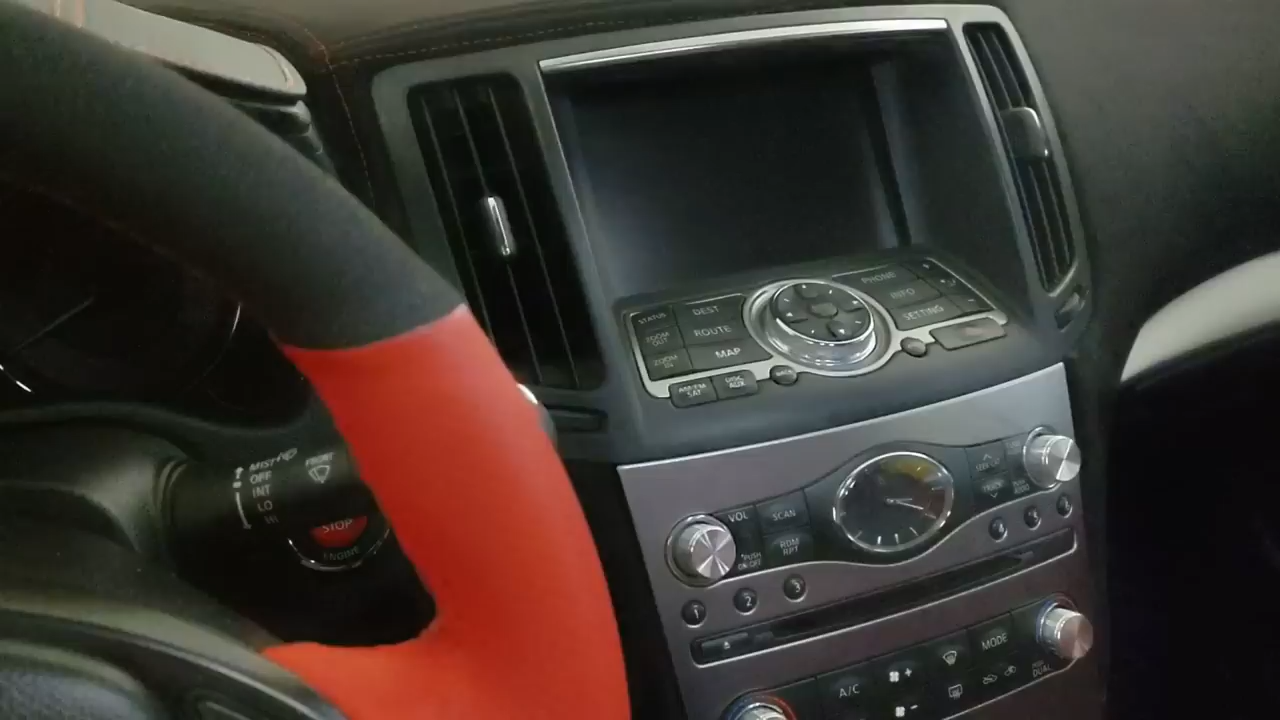 STATUS
DEST
ZOOM
OUT
ROUTE
ZOOM
IN
MAP
PHONE
INFO
SETTING
AM·FM
SAT
DISC
AUX
MIST
OFF
INT
LO
HI
FRONT
STOP
ENGINE
VOL
SCAN
PUSH
ON·OFF
RDM
RPT
SEEK
TRACK
1
2
3
4
A/C
MODE
DUAL